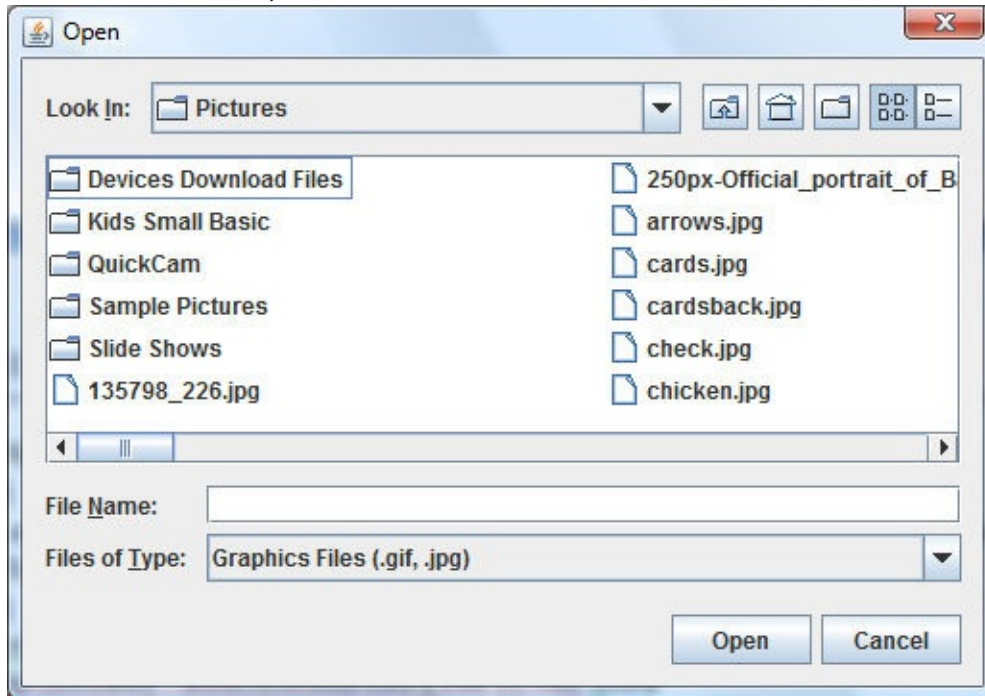 Open
Look In: Pictures
Devices Download Files
Kids Small Basic
QuickCam
Sample Pictures
Slide Shows
135798_226.jpg
250px-Official_portrait_of_B
arrows.jpg
cards.jpg
cardsback.jpg
check.jpg
chicken.jpg
File Name:
Files of Type: Graphics Files (.gif, .jpg)
Open Cancel